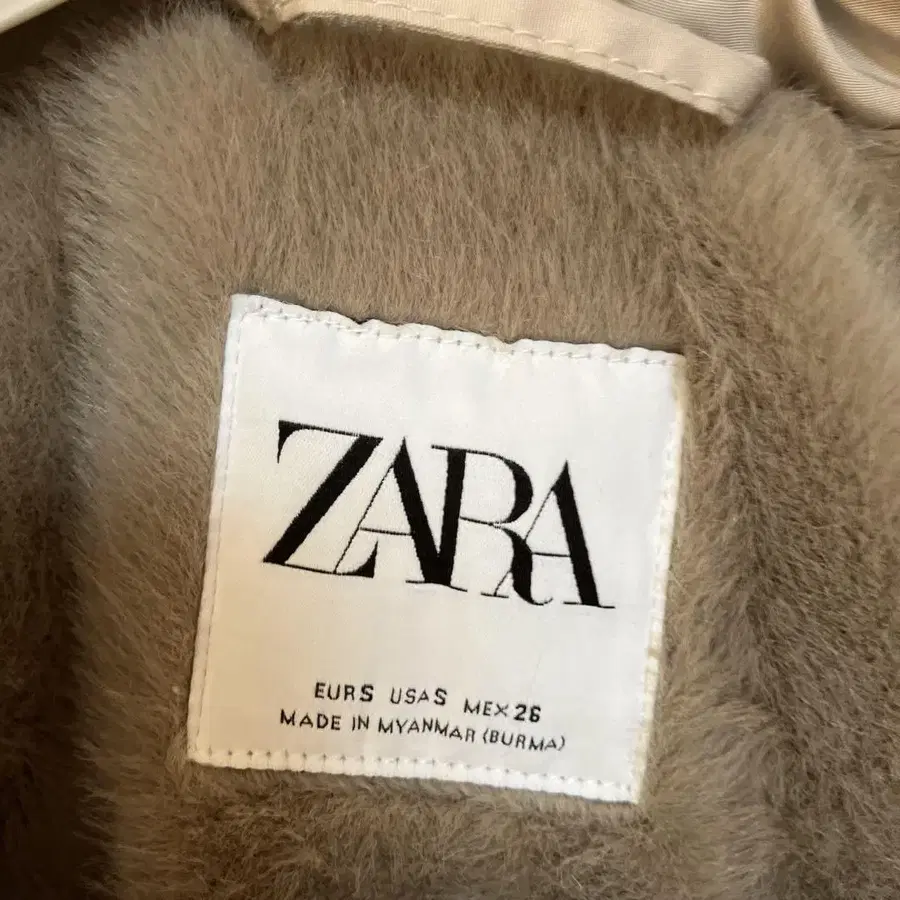 ZARA
EUR S USA S MEX 26
MADE IN MYANMAR (BURMA)